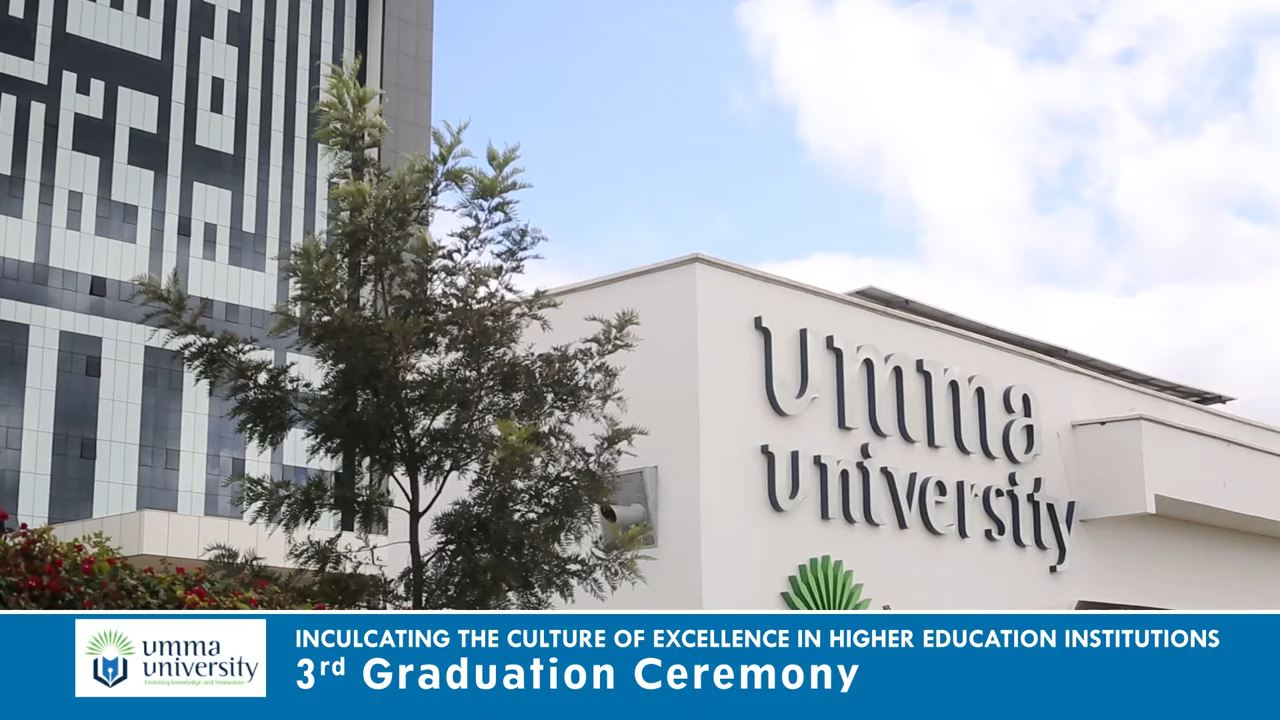 umma
university
umma
university
Fostering knowledge and innovation
INCULCATING THE CULTURE OF EXCELLENCE IN HIGHER EDUCATION INSTITUTIONS
3rd Graduation Ceremony